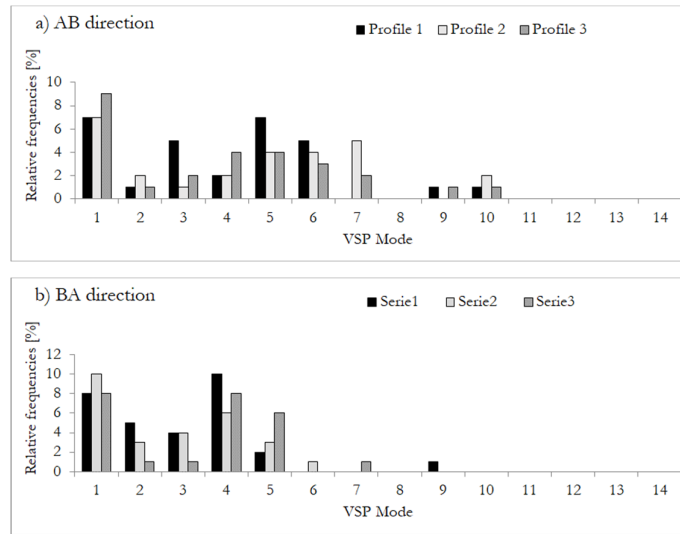 a) AB direction
Profile 1 Profile 2 Profile 3
Relative frequencies [%]
10
8
6
4
2
0
1 2 3 4 5 6 7 8 9 10 11 12 13 14
VSP Mode
b) BA direction
Serie1 Serie2 Serie3
Relative frequencies [%]
12
10
8
6
4
2
0
1 2 3 4 5 6 7 8 9 10 11 12 13 14
VSP Mode